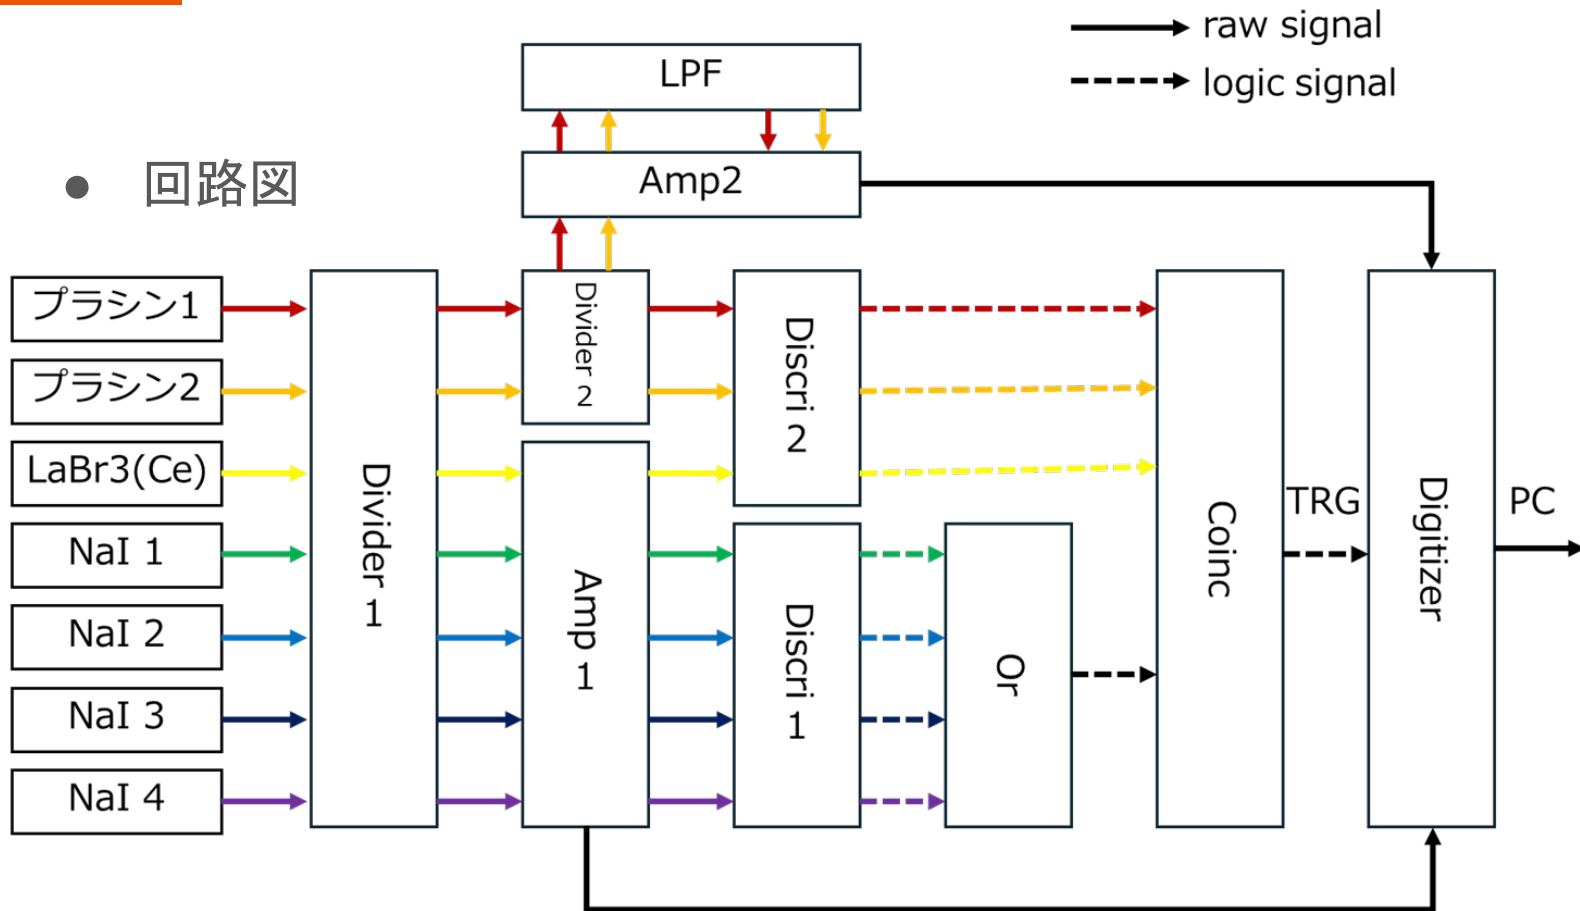 raw signal
logic signal
LPF
Amp2
● 回路図
プラシン1
プラシン2
LaBr3(Ce)
NaI 1
NaI 2
NaI 3
NaI 4
Divider 1
Divider 2
Amp 1
Discri 2
Discri 1
Or
Coinc
TRG
Digitizer
PC